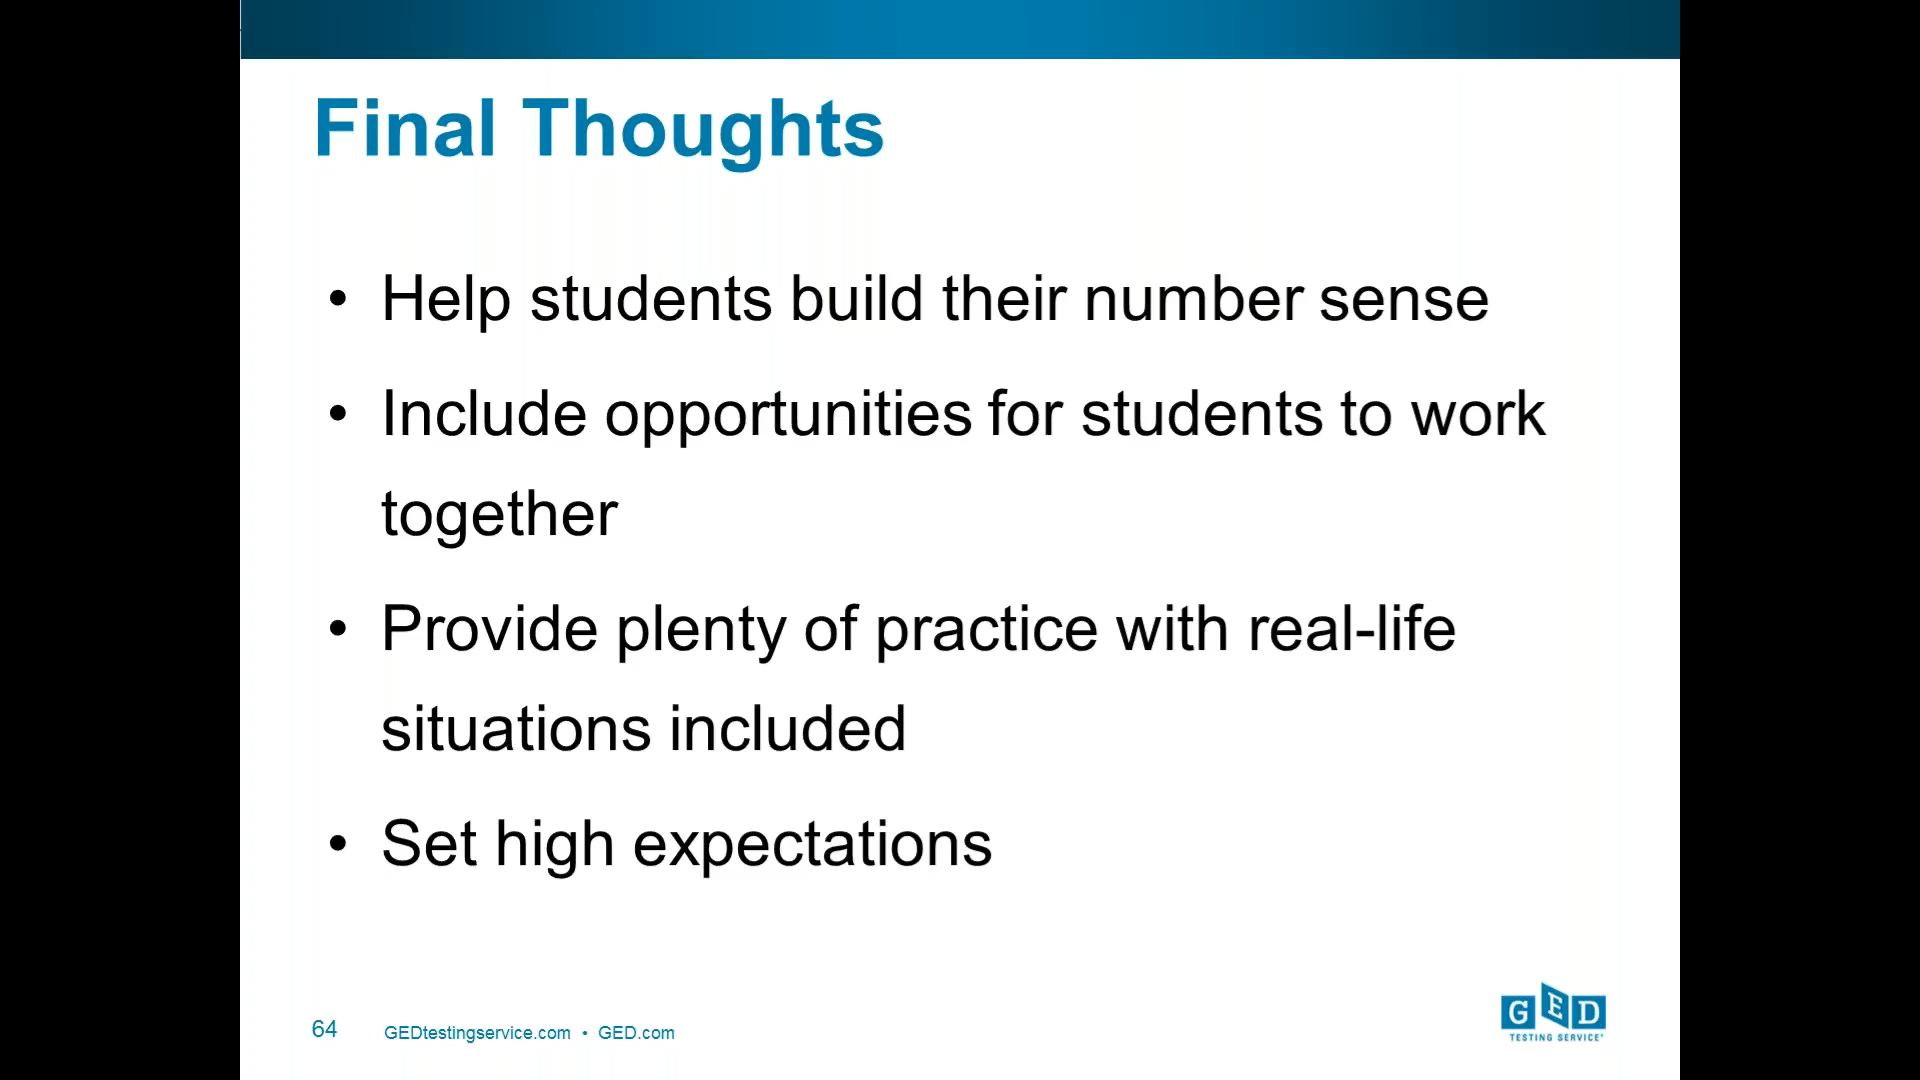 Final Thoughts
• Help students build their number sense
• Include opportunities for students to work
together
• Provide plenty of practice with real-life
situations included
• Set high expectations
64 GEDtestingservice.com • GED.com
GED
TESTING SERVICE